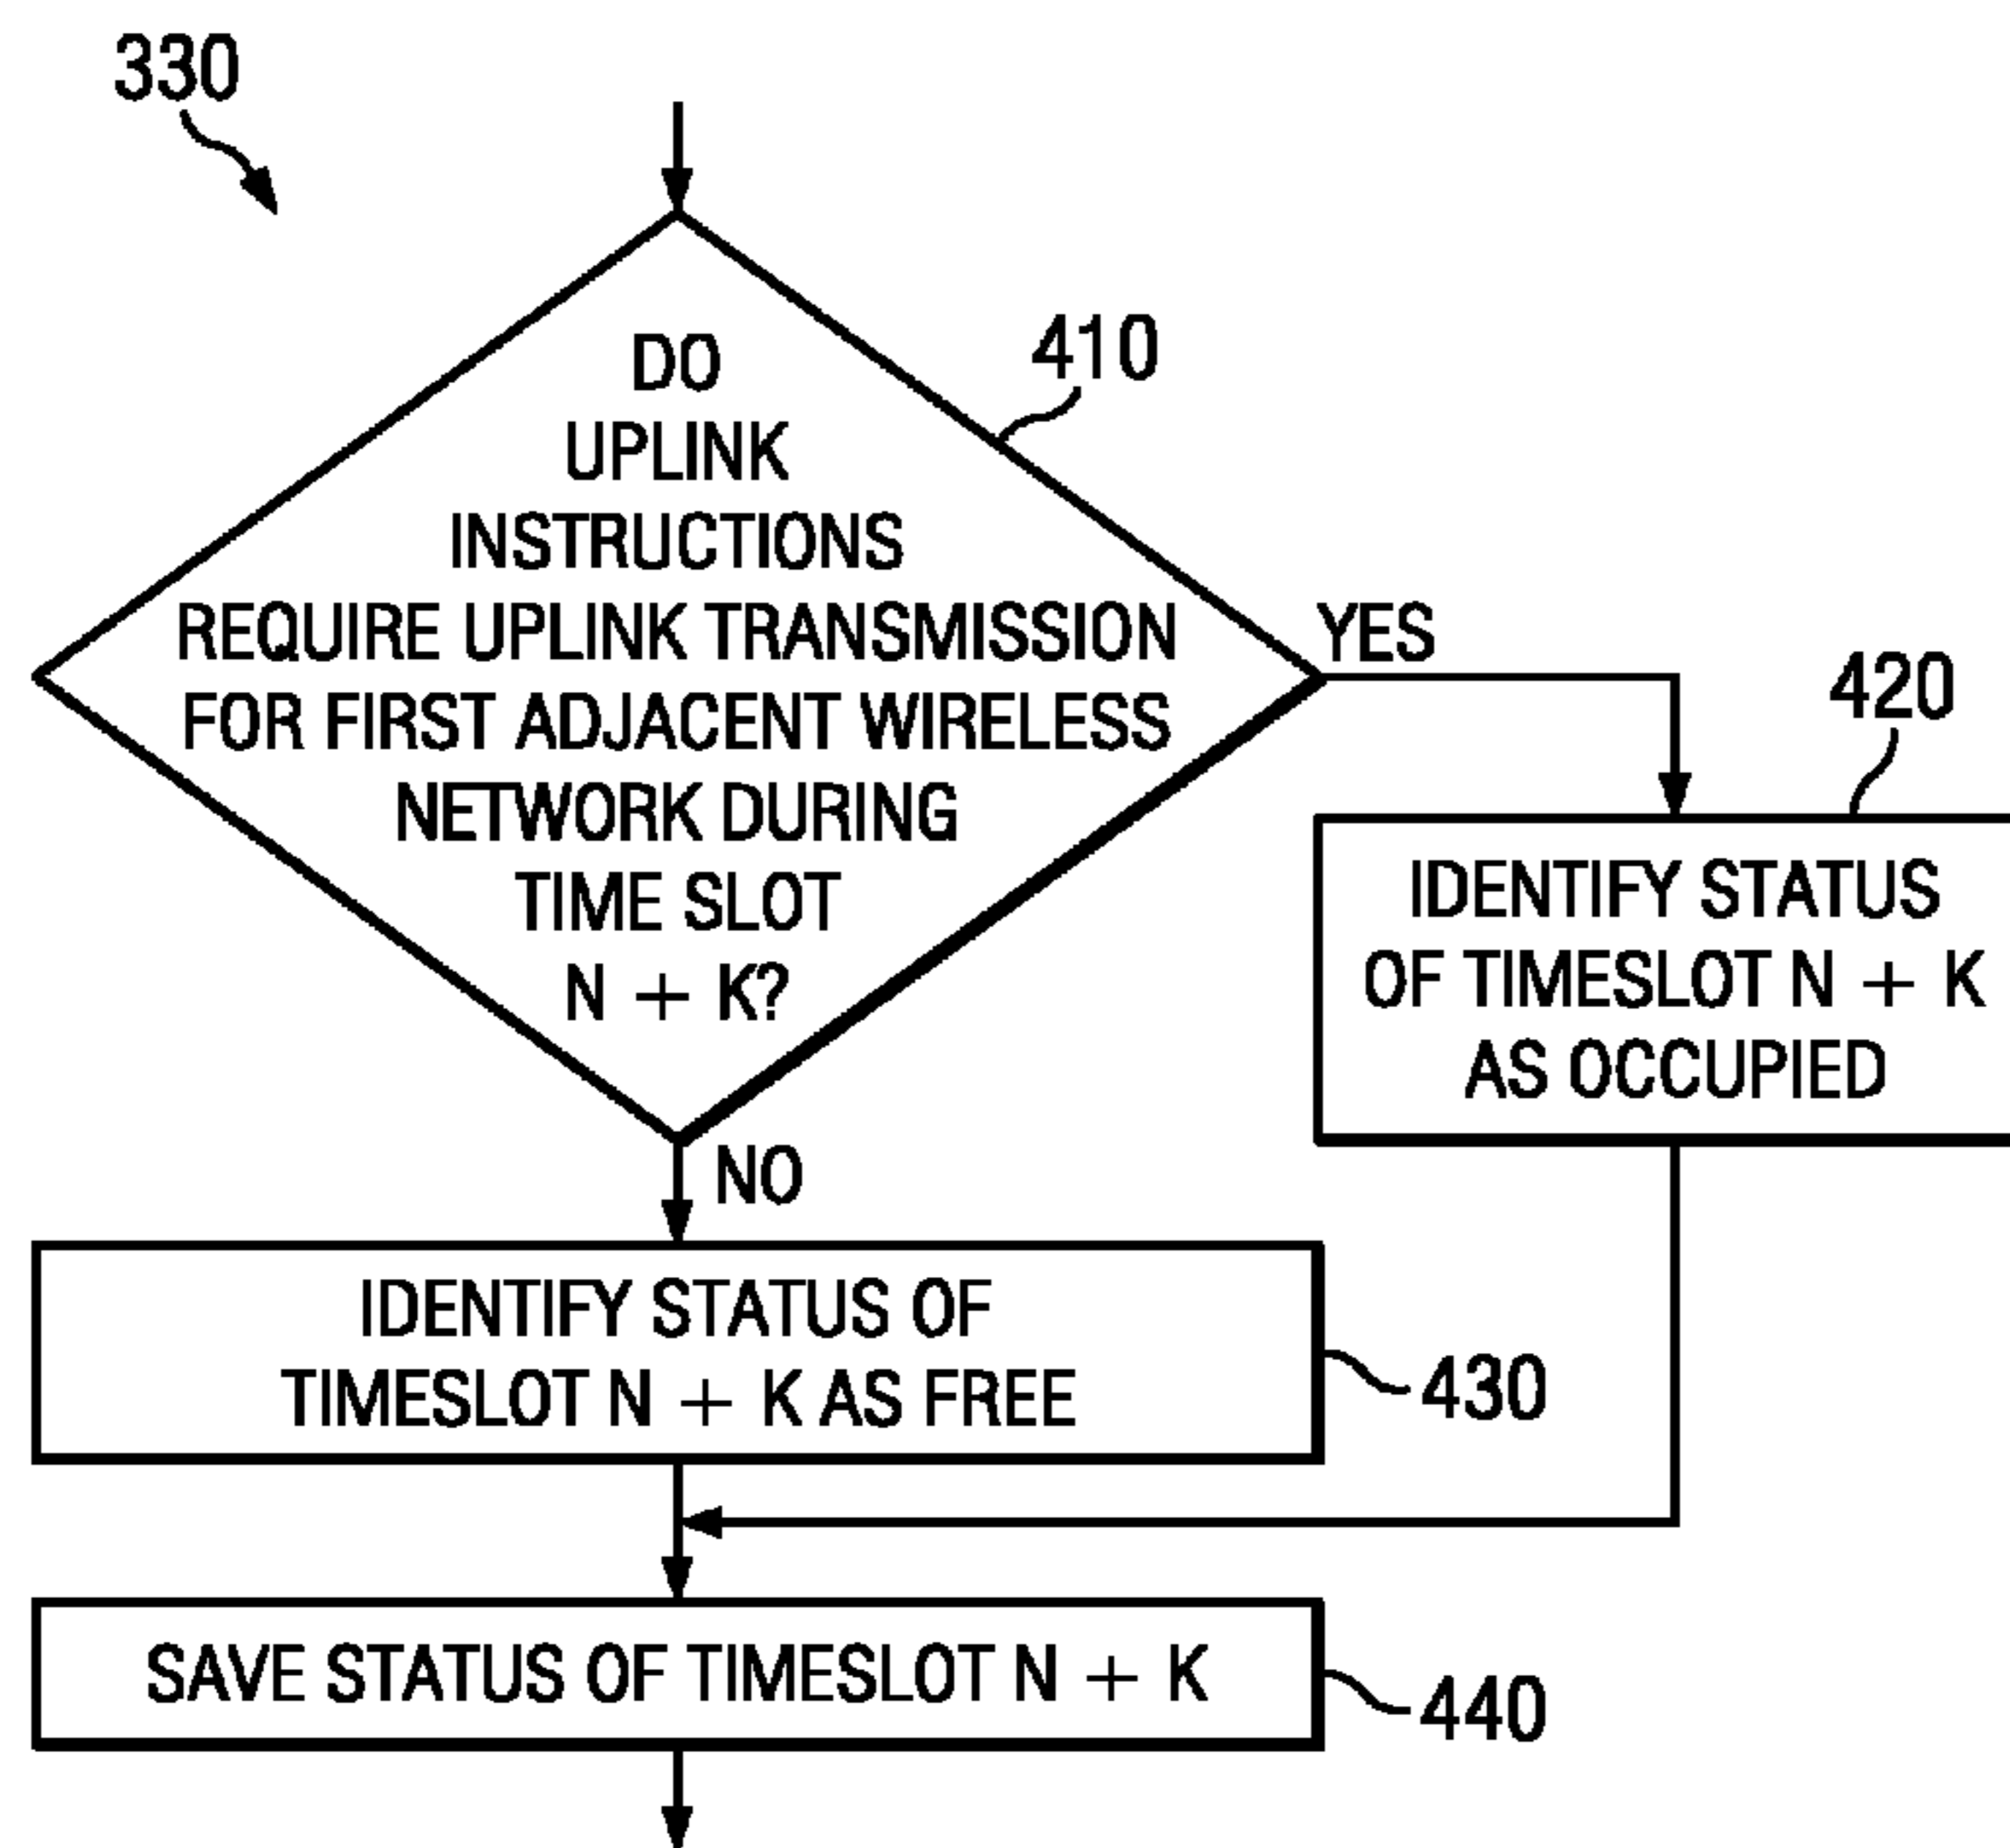 330
DO
UPLINK
INSTRUCTIONS
REQUIRE UPLINK TRANSMISSION
FOR FIRST ADJACENT WIRELESS
NETWORK DURING
TIME SLOT
N + K?
410
YES
420
IDENTIFY STATUS
OF TIMESLOT N + K
AS OCCUPIED
NO
IDENTIFY STATUS OF
TIMESLOT N + K AS FREE
430
SAVE STATUS OF TIMESLOT N + K
440